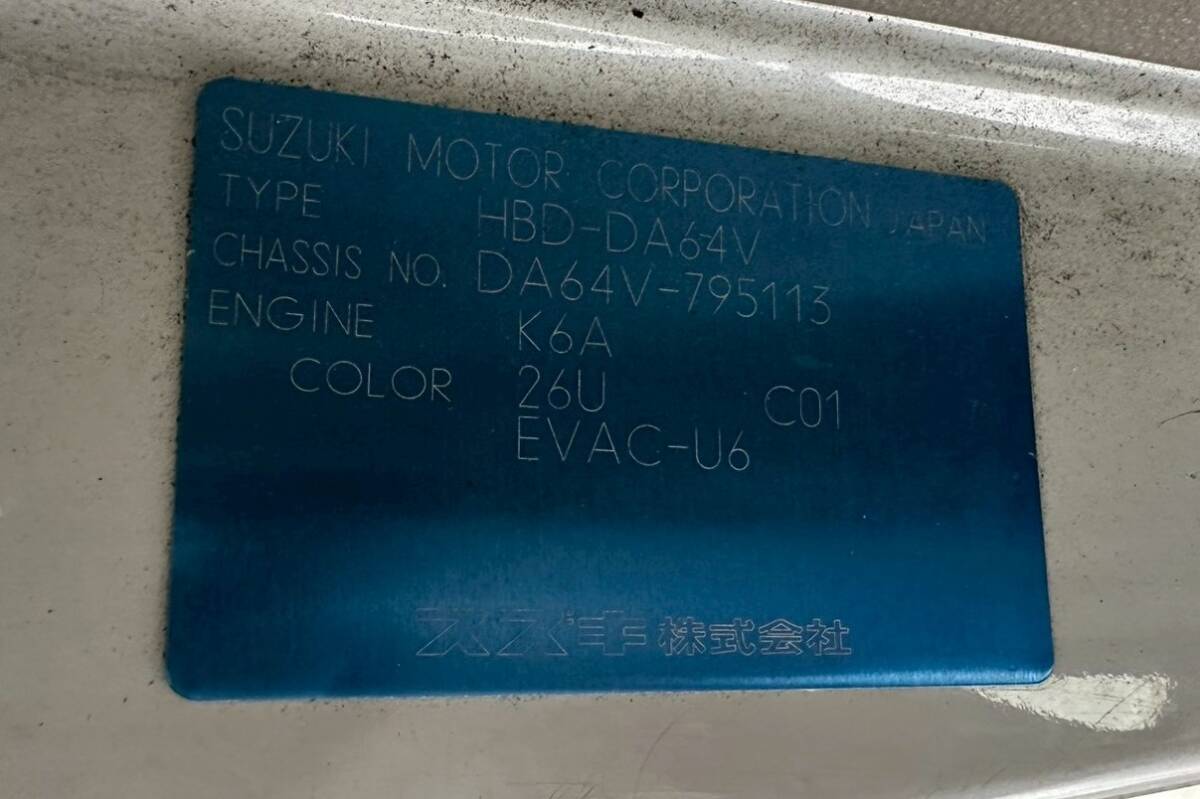 SUZUKI MOTOR CORPORATION JAPAN
TYPE HBD-DA64V
CHASSIS NO. DA64V-795113
ENGINE K6A
COLOR 26U C01
EVAC-U6
スズキ株式会社